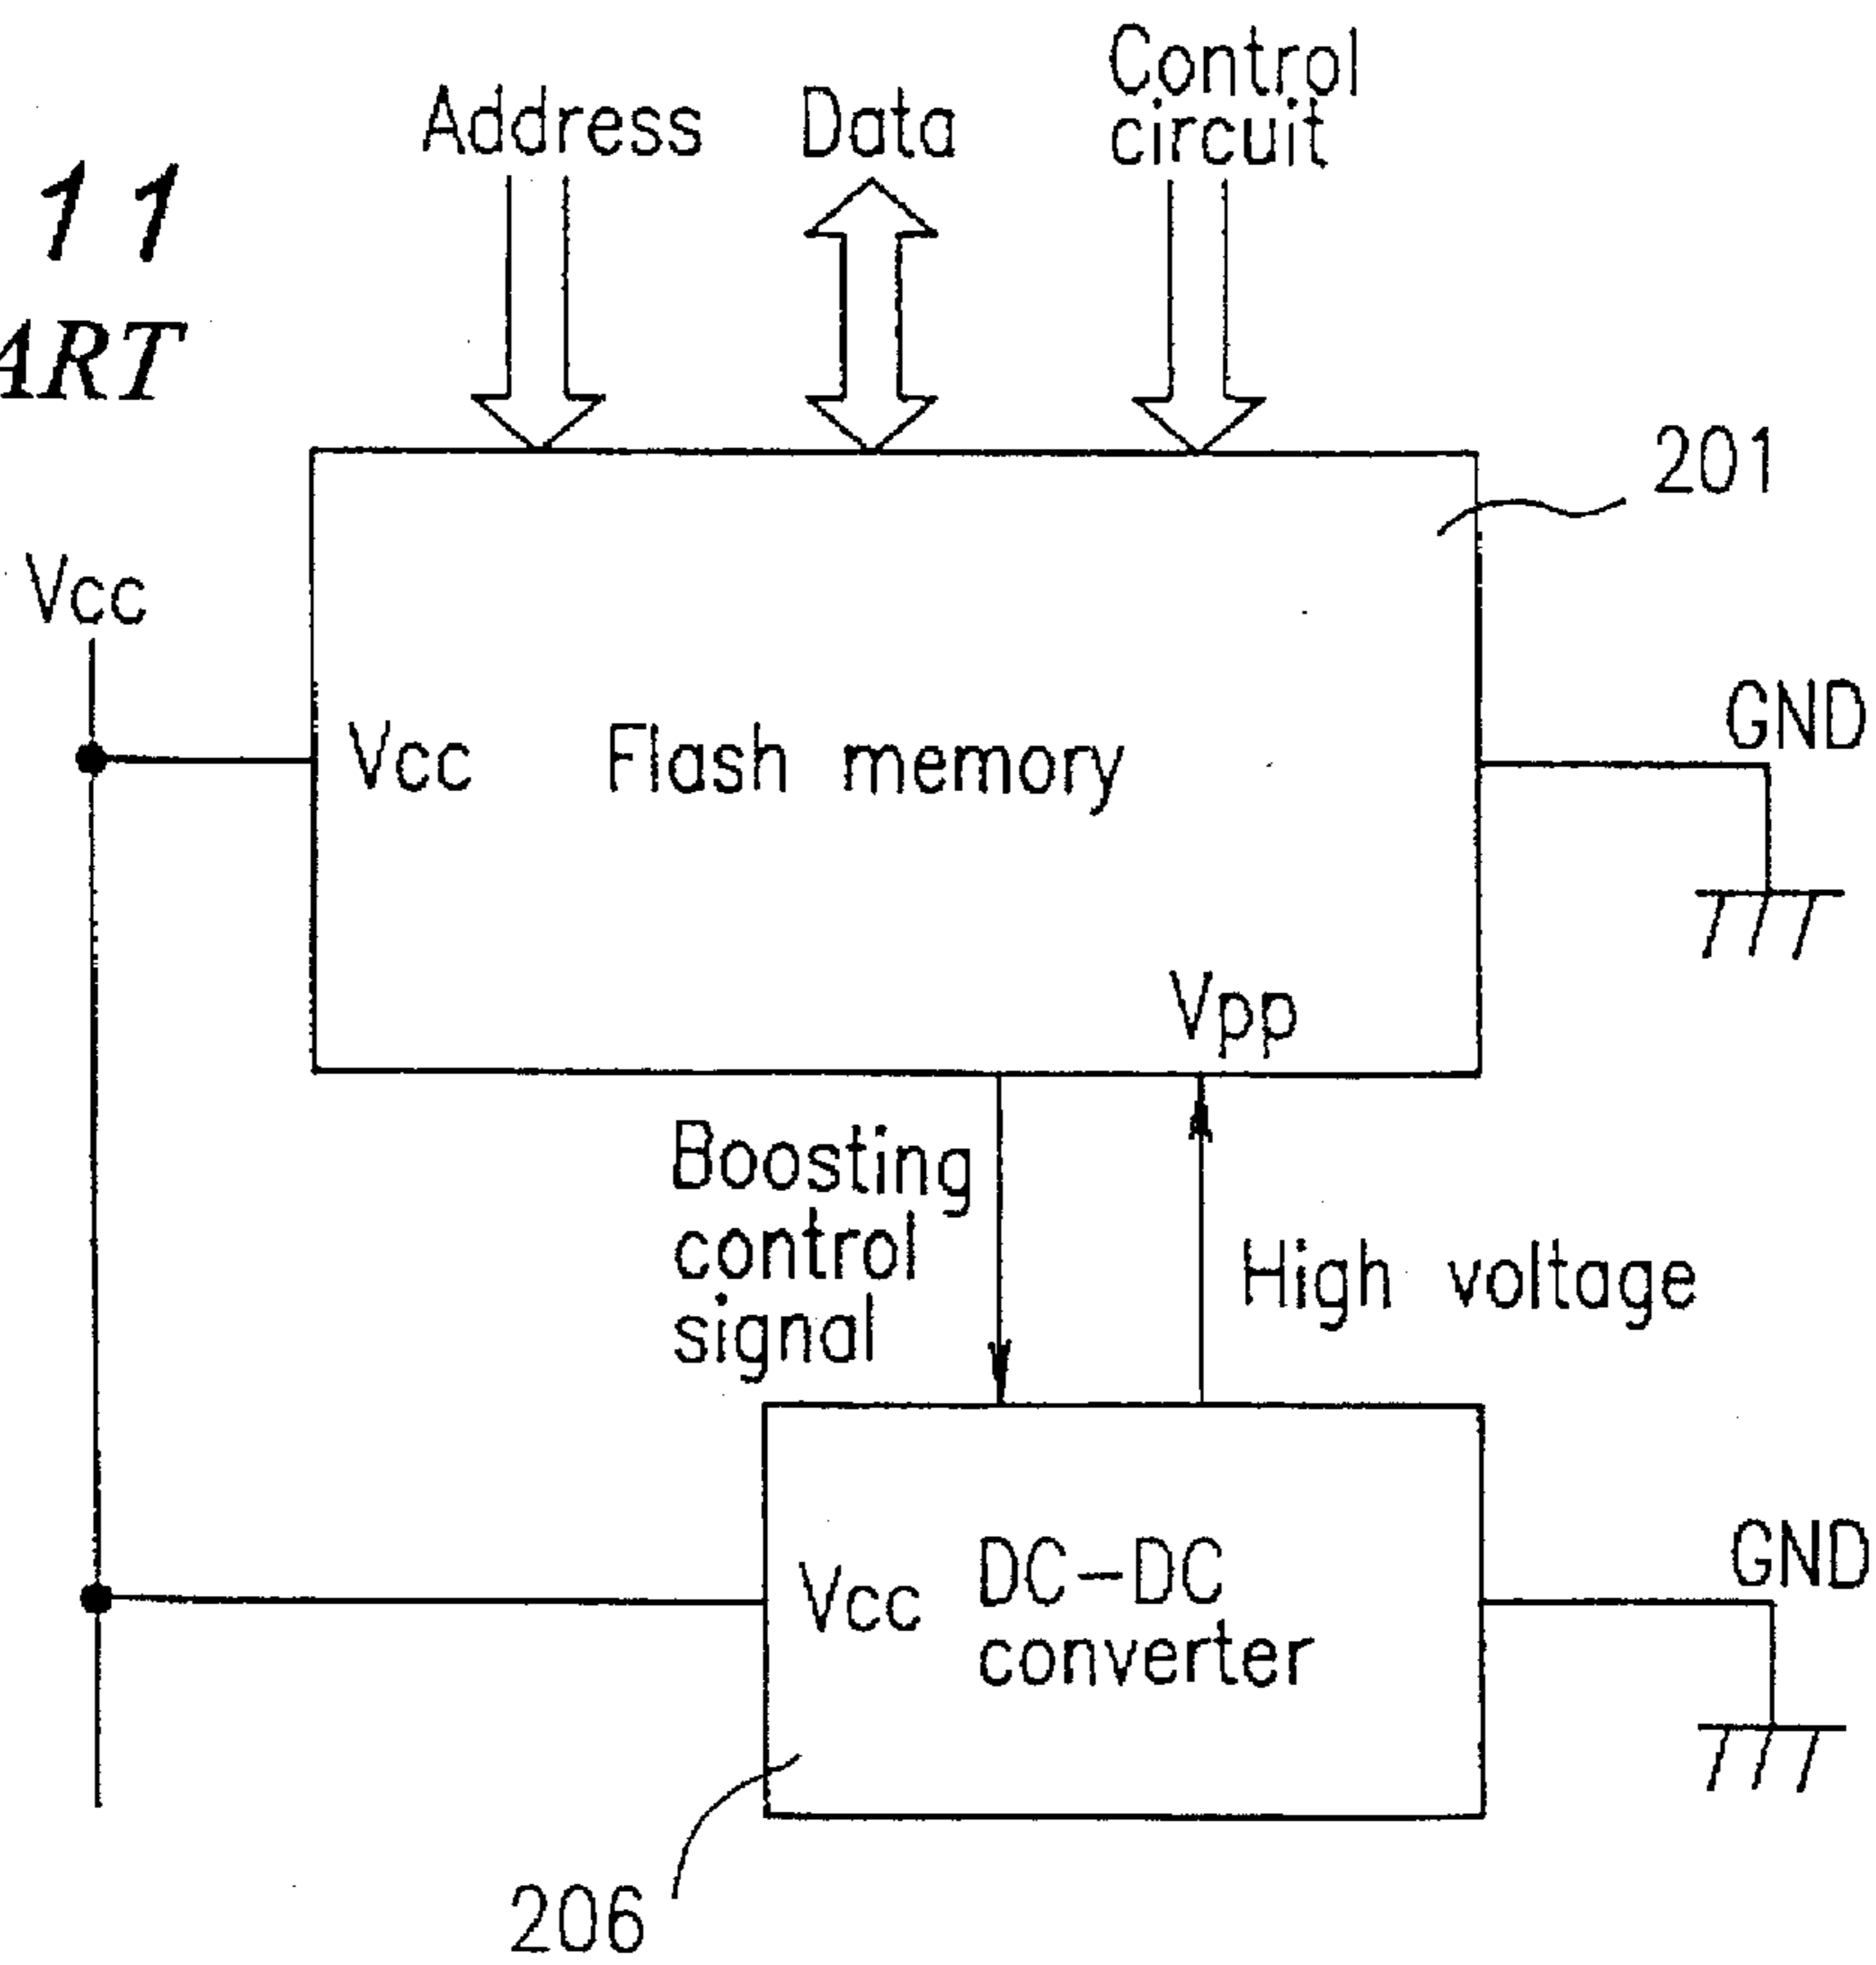 11
ART
Address
Data
Control
circuit
201
Vcc
Vcc
Flash memory
GND
Vpp
Boosting
control
signal
High voltage
Vcc
DC-DC
converter
GND
206